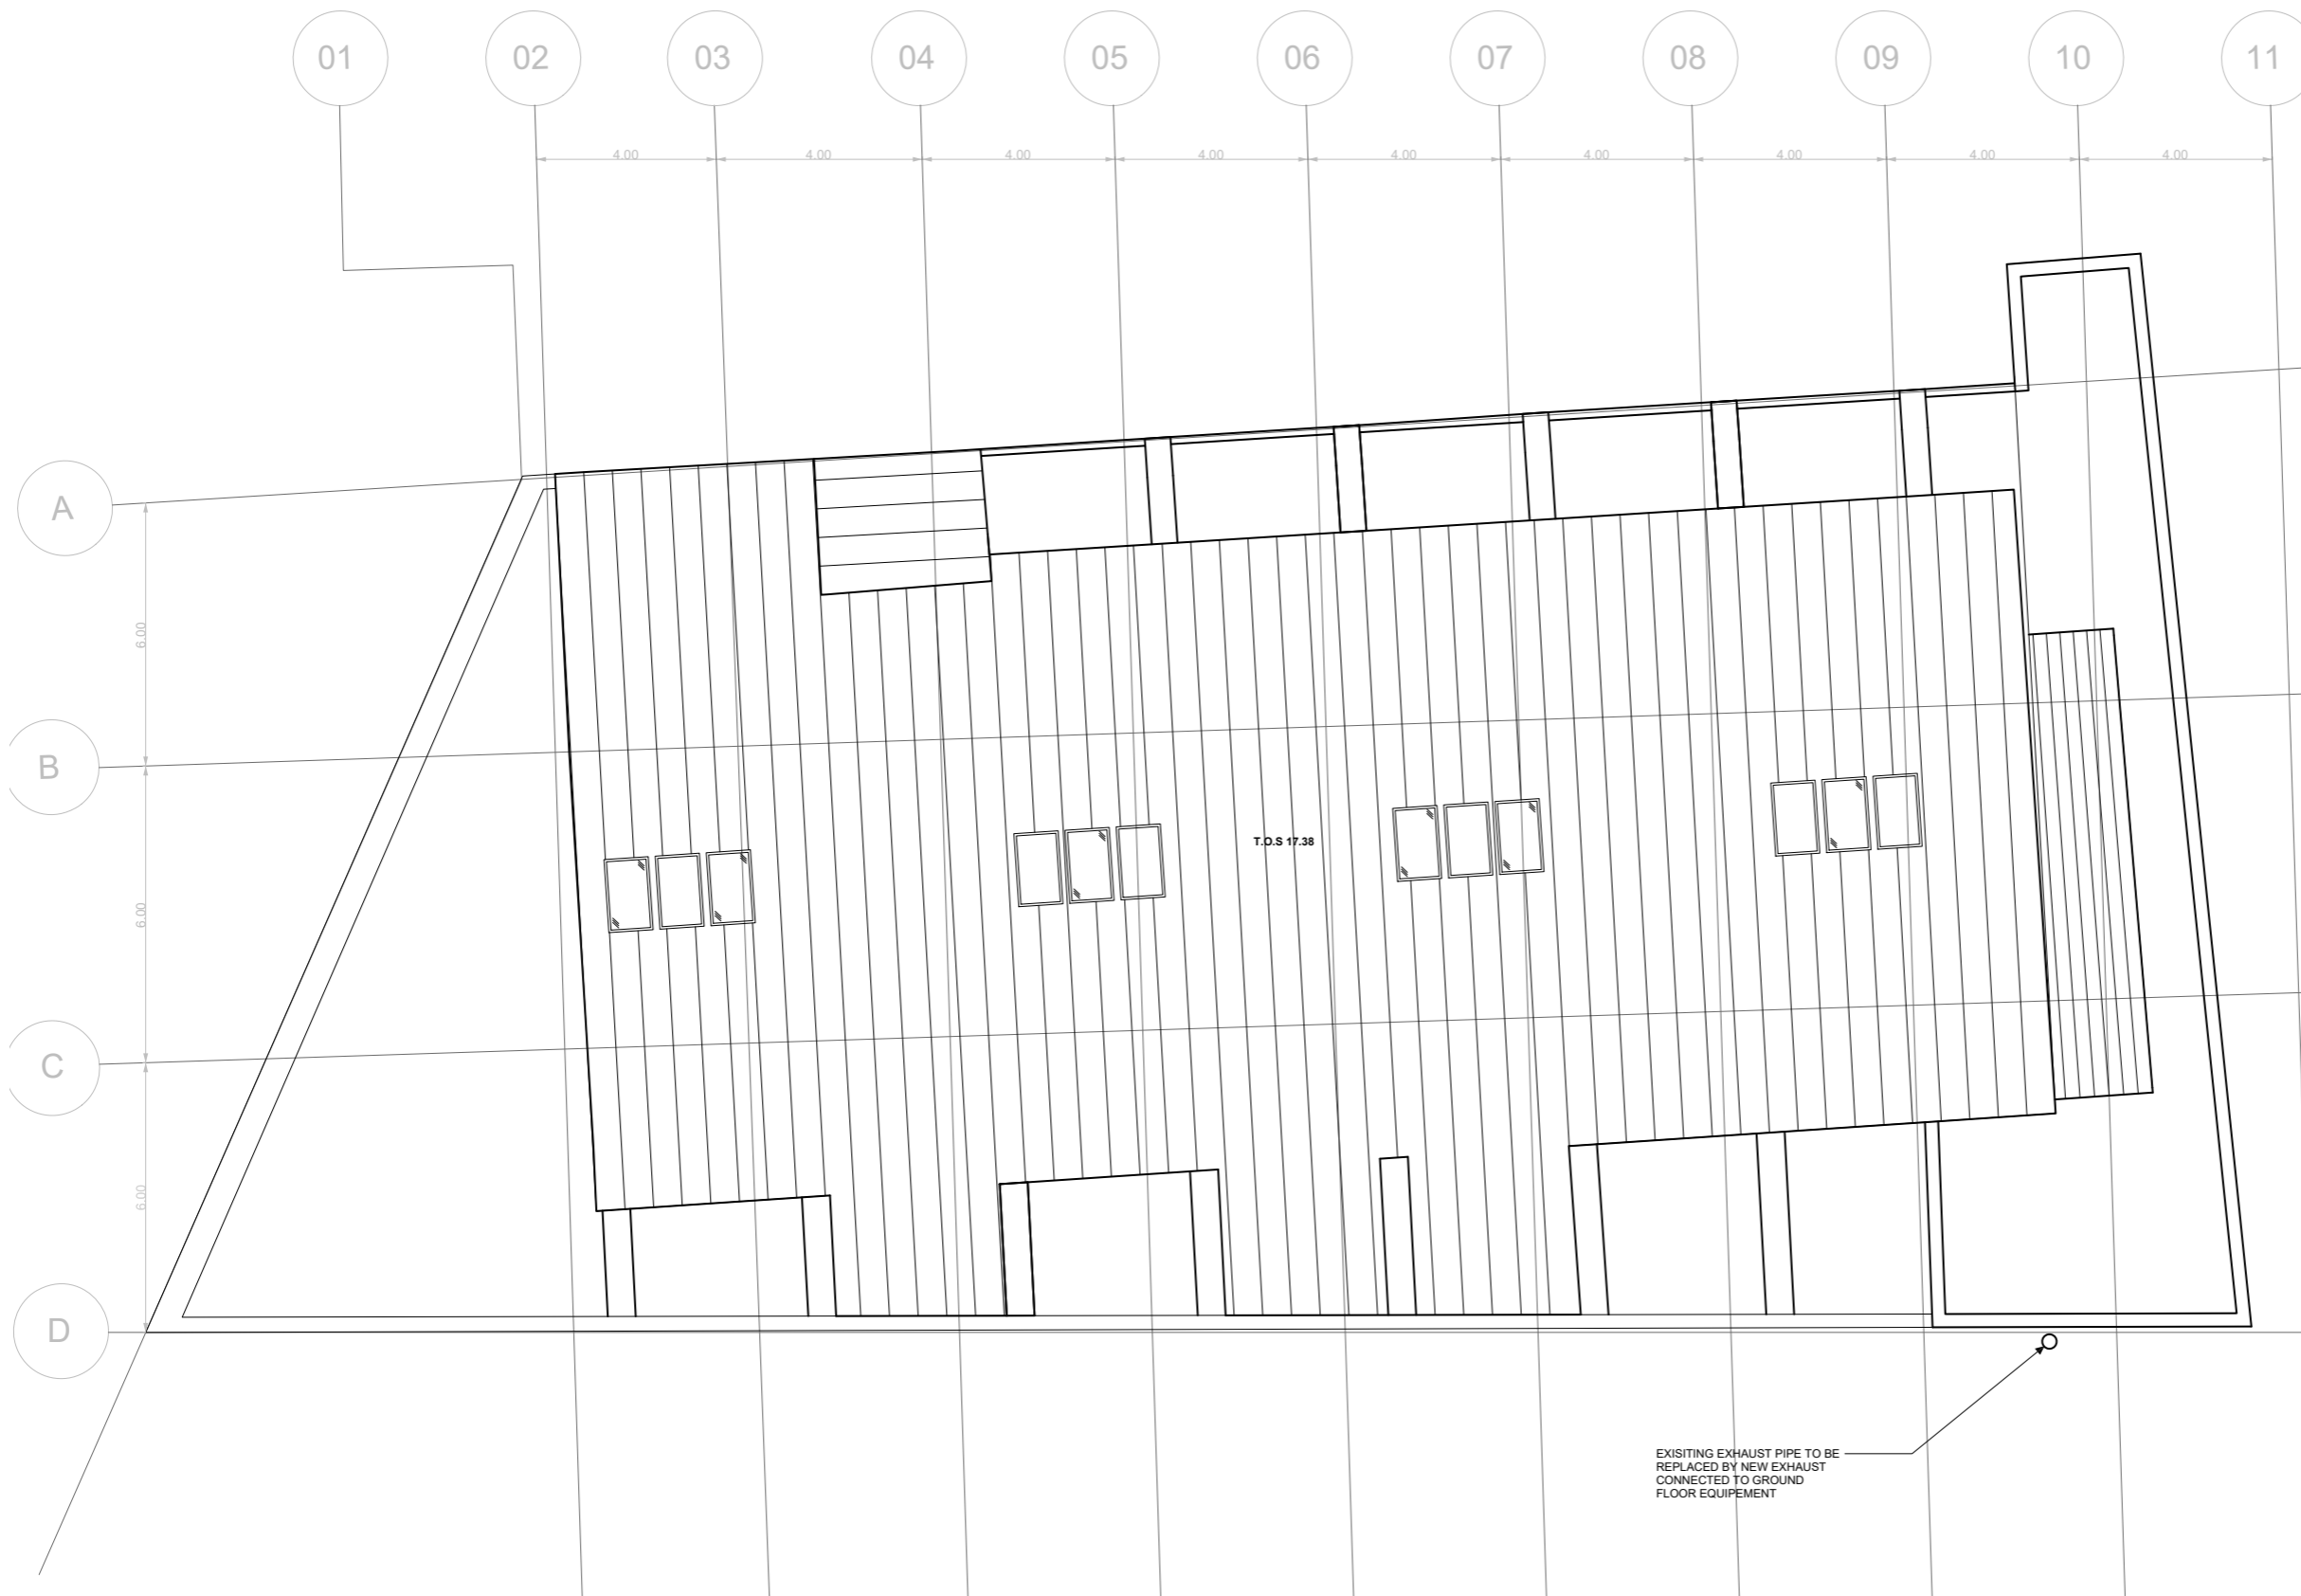 01 02 03 04 05 06 07 08 09 10 11
4.00 4.00 4.00 4.00 4.00 4.00 4.00 4.00 4.00
A
6.00
B
T.O.S 17.38
6.00
C
6.00
D
EXISITING EXHAUST PIPE TO BE
REPLACED BY NEW EXHAUST
CONNECTED TO GROUND
FLOOR EQUIPEMENT